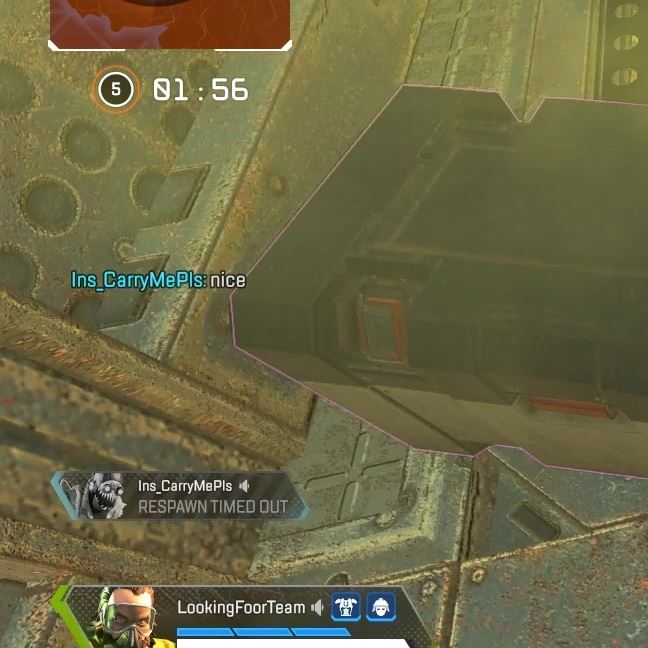 5 01:56
Ins_CarryMePls: nice
Ins_CarryMePls
RESPAWN TIMED OUT
LookingFoorTeam